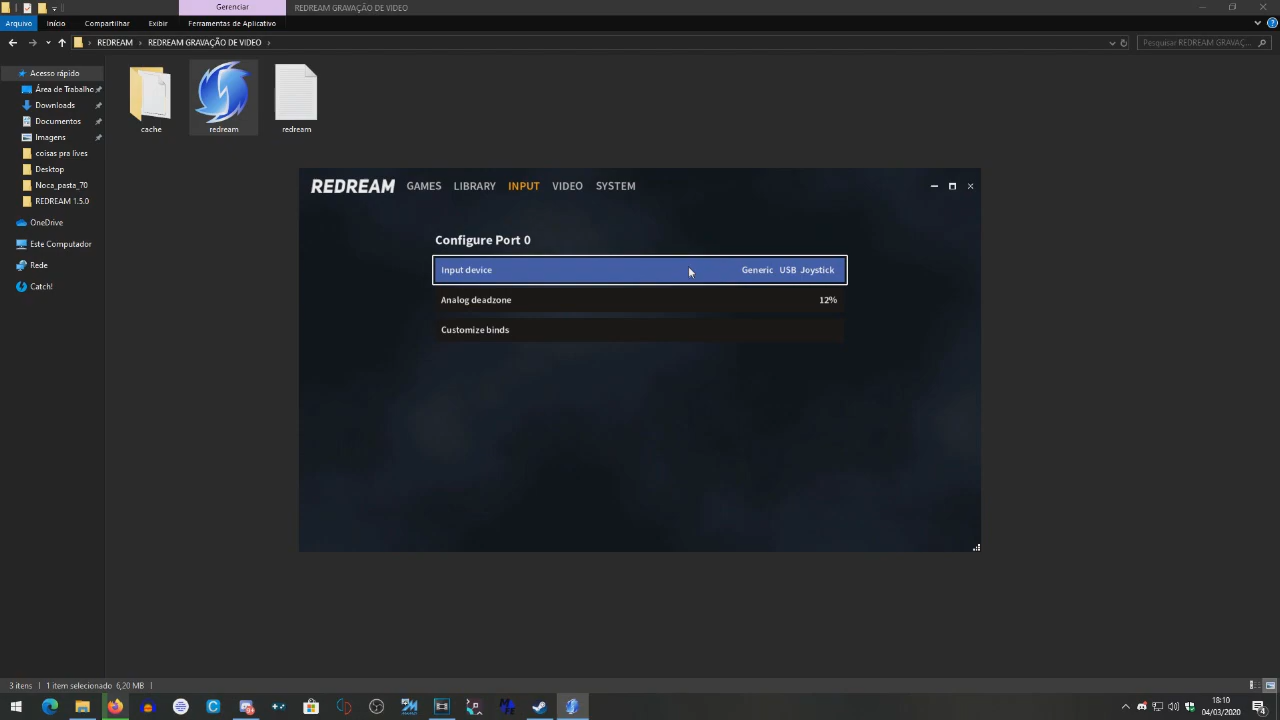 Gerenciar
REDREAM GRAVAÇÃO DE VIDEO
Arquivo
Início
Compartilhar
Exibir
Ferramentas de Aplicativo
REDREAM
REDREAM GRAVAÇÃO DE VIDEO
Pesquisar REDREAM GRAVAÇ...
Acesso rápido
Área de Trabalho
Downloads
Documentos
Imagens
coisas pra lives
Desktop
Noca_pasta_70
REDREAM 1.5.0
OneDrive
Este Computador
Rede
Catch!
cache
redream
redream
REDREAM
GAMES
LIBRARY
INPUT
VIDEO
SYSTEM
Configure Port 0
Input device
Generic USB Joystick
Analog deadzone
12%
Customize binds
3 itens
1 item selecionado 6,20 MB
18:10
04/03/2020